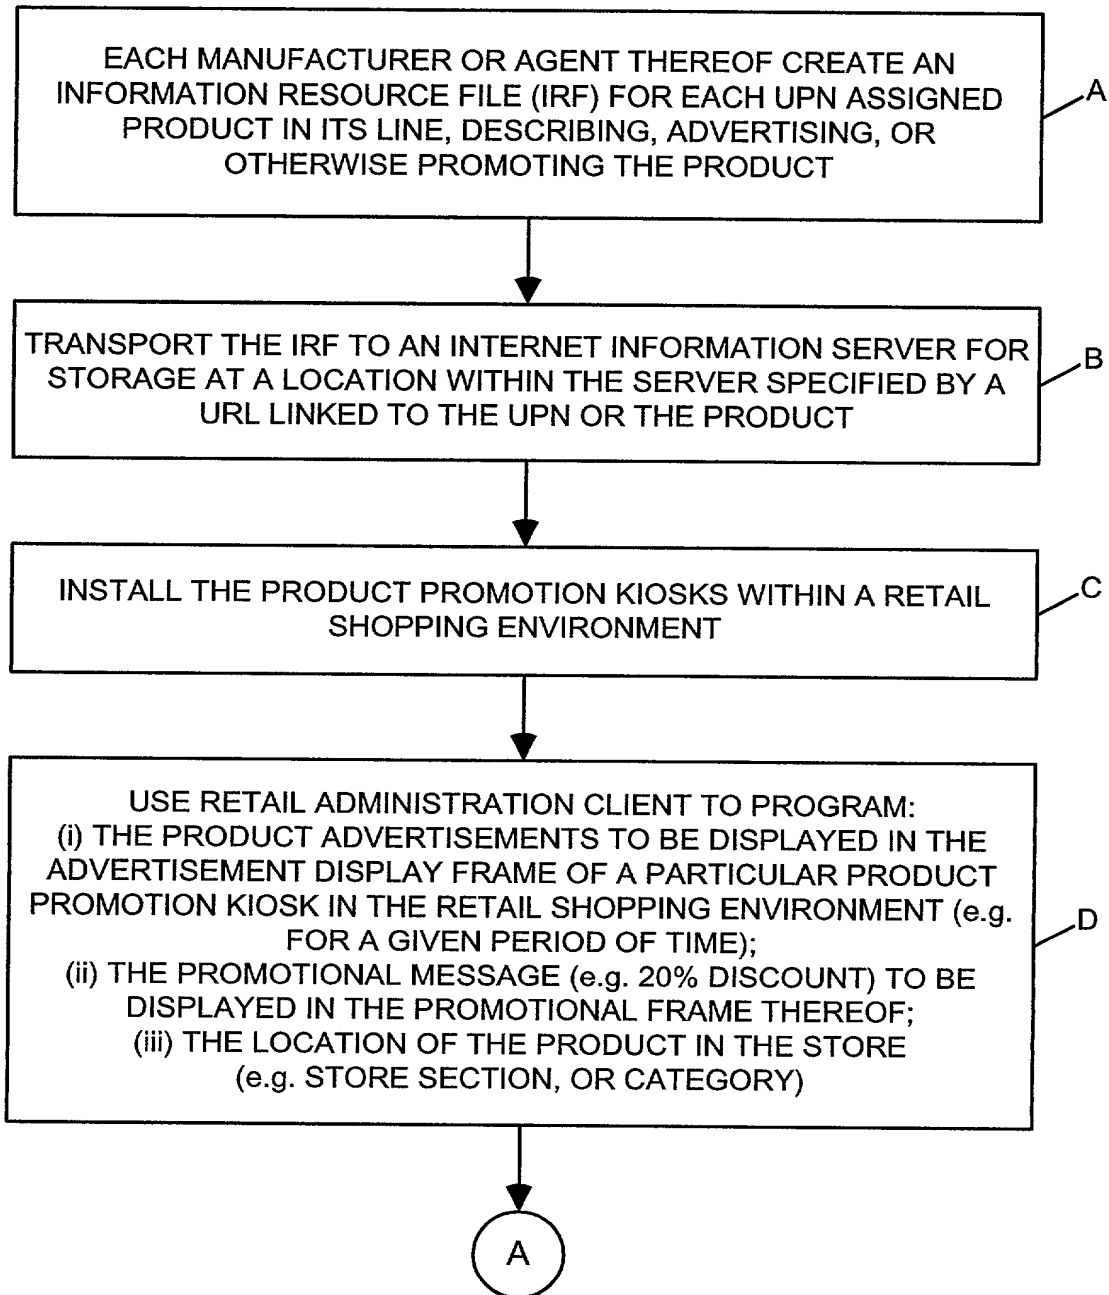 EACH MANUFACTURER OR AGENT THEREOF CREATE AN
INFORMATION RESOURCE FILE (IRF) FOR EACH UPN ASSIGNED
PRODUCT IN ITS LINE, DESCRIBING, ADVERTISING, OR
OTHERWISE PROMOTING THE PRODUCT
A
TRANSPORT THE IRF TO AN INTERNET INFORMATION SERVER FOR
STORAGE AT A LOCATION WITHIN THE SERVER SPECIFIED BY A
URL LINKED TO THE UPN OR THE PRODUCT
B
INSTALL THE PRODUCT PROMOTION KIOSKS WITHIN A RETAIL
SHOPPING ENVIRONMENT
C
USE RETAIL ADMINISTRATION CLIENT TO PROGRAM:
(i) THE PRODUCT ADVERTISEMENTS TO BE DISPLAYED IN THE
ADVERTISEMENT DISPLAY FRAME OF A PARTICULAR PRODUCT
PROMOTION KIOSK IN THE RETAIL SHOPPING ENVIRONMENT (e.g.
FOR A GIVEN PERIOD OF TIME);
(ii) THE PROMOTIONAL MESSAGE (e.g. 20% DISCOUNT) TO BE
DISPLAYED IN THE PROMOTIONAL FRAME THEREOF;
(iii) THE LOCATION OF THE PRODUCT IN THE STORE
(e.g. STORE SECTION, OR CATEGORY)
D
A